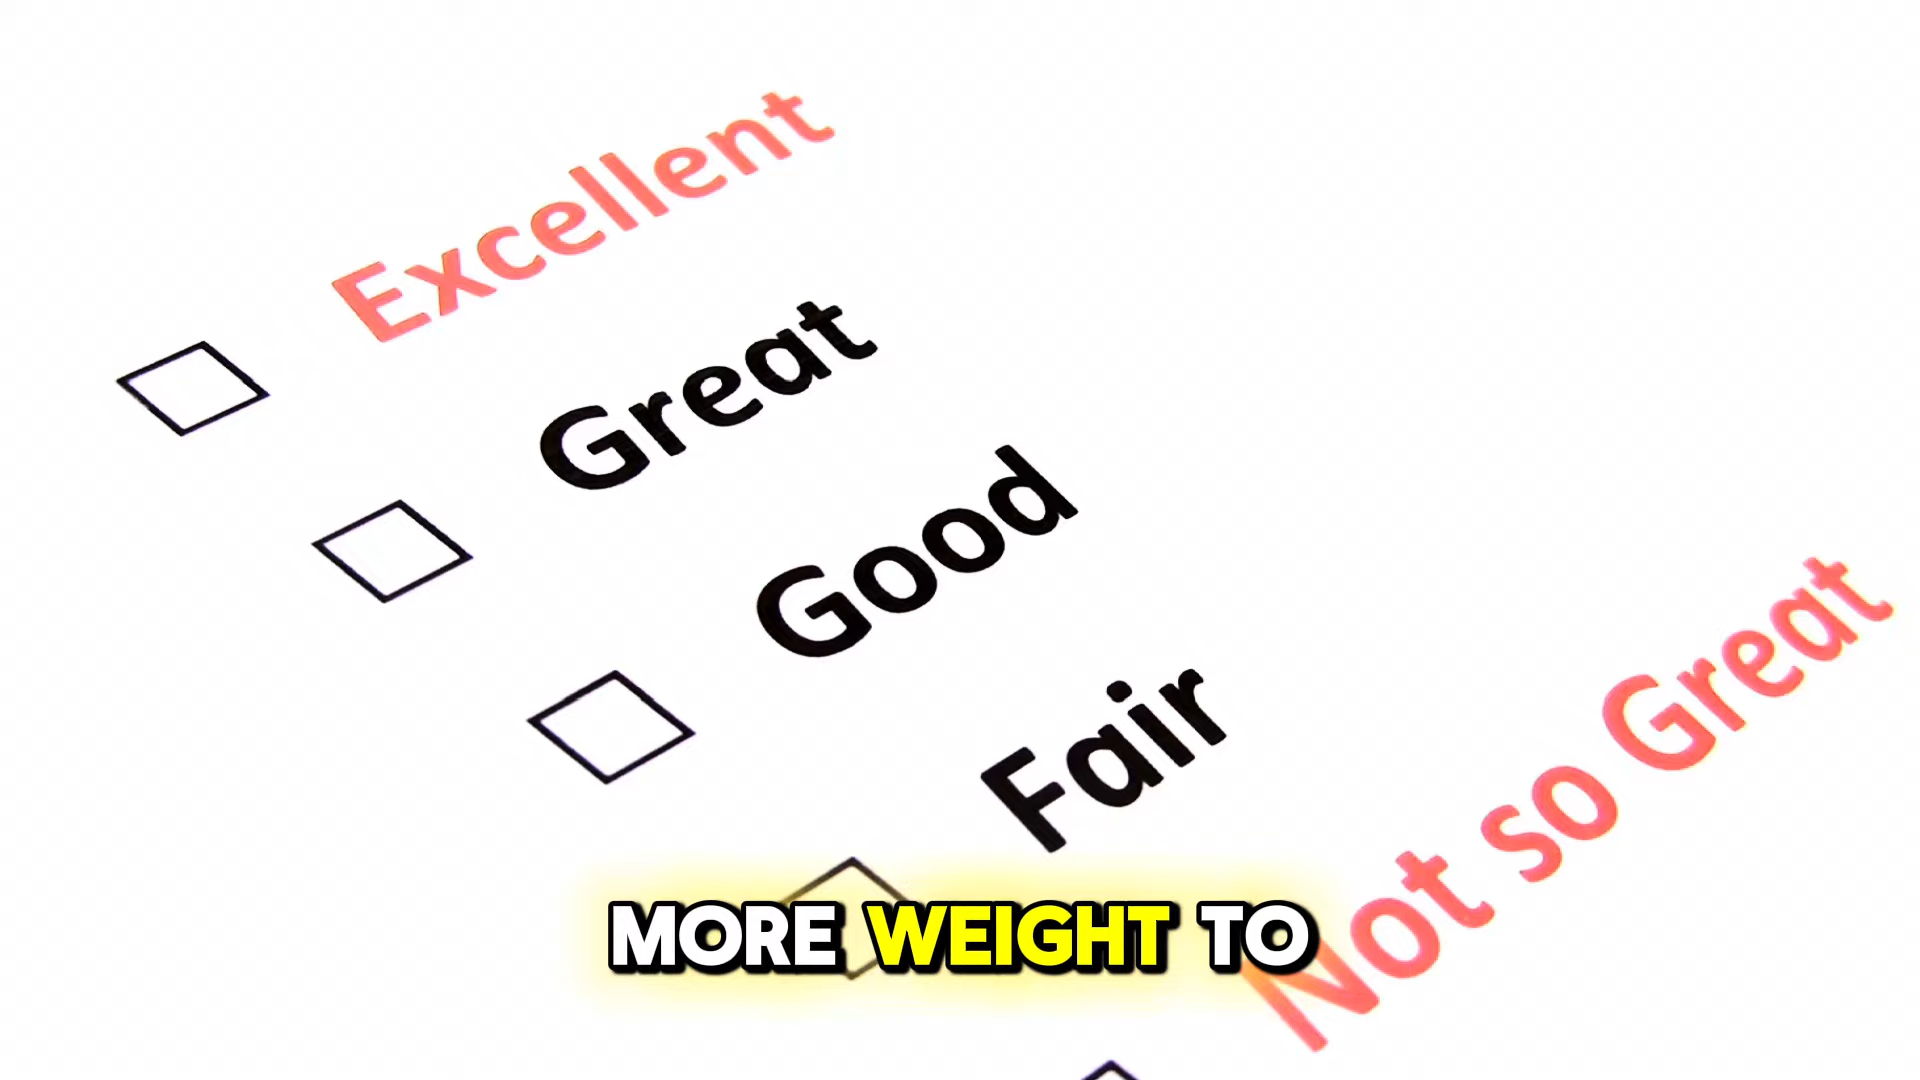 Excellent
Great
Good
Fair
Not so Great
MORE WEIGHT TO